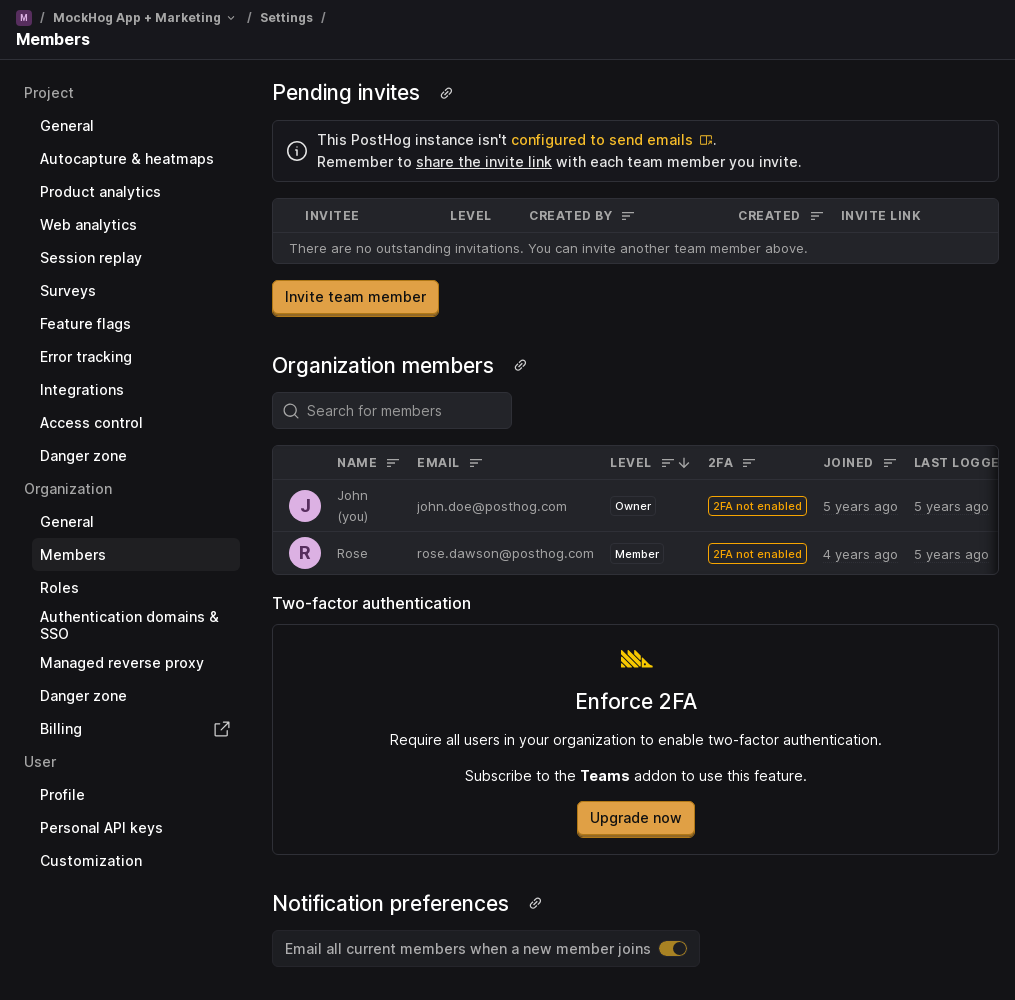 M / MockHog App + Marketing / Settings /
Members
Project
General
Autocapture & heatmaps
Product analytics
Web analytics
Session replay
Surveys
Feature flags
Error tracking
Integrations
Access control
Danger zone
Organization
General
Members
Roles
Authentication domains &
SSO
Managed reverse proxy
Danger zone
Billing
User
Profile
Personal API keys
Customization
Pending invites
This PostHog instance isn't configured to send emails .
Remember to share the invite link with each team member you invite.
INVITEE LEVEL CREATED BY CREATED INVITE LINK
There are no outstanding invitations. You can invite another team member above.
Invite team member
Organization members
Search for members
NAME EMAIL LEVEL 2FA JOINED LAST LOGGE
J John
(you) john.doe@posthog.com Owner 2FA not enabled 5 years ago 5 years ago
R Rose rose.dawson@posthog.com Member 2FA not enabled 4 years ago 5 years ago
Two-factor authentication
Enforce 2FA
Require all users in your organization to enable two-factor authentication.
Subscribe to the Teams addon to use this feature.
Upgrade now
Notification preferences
Email all current members when a new member joins